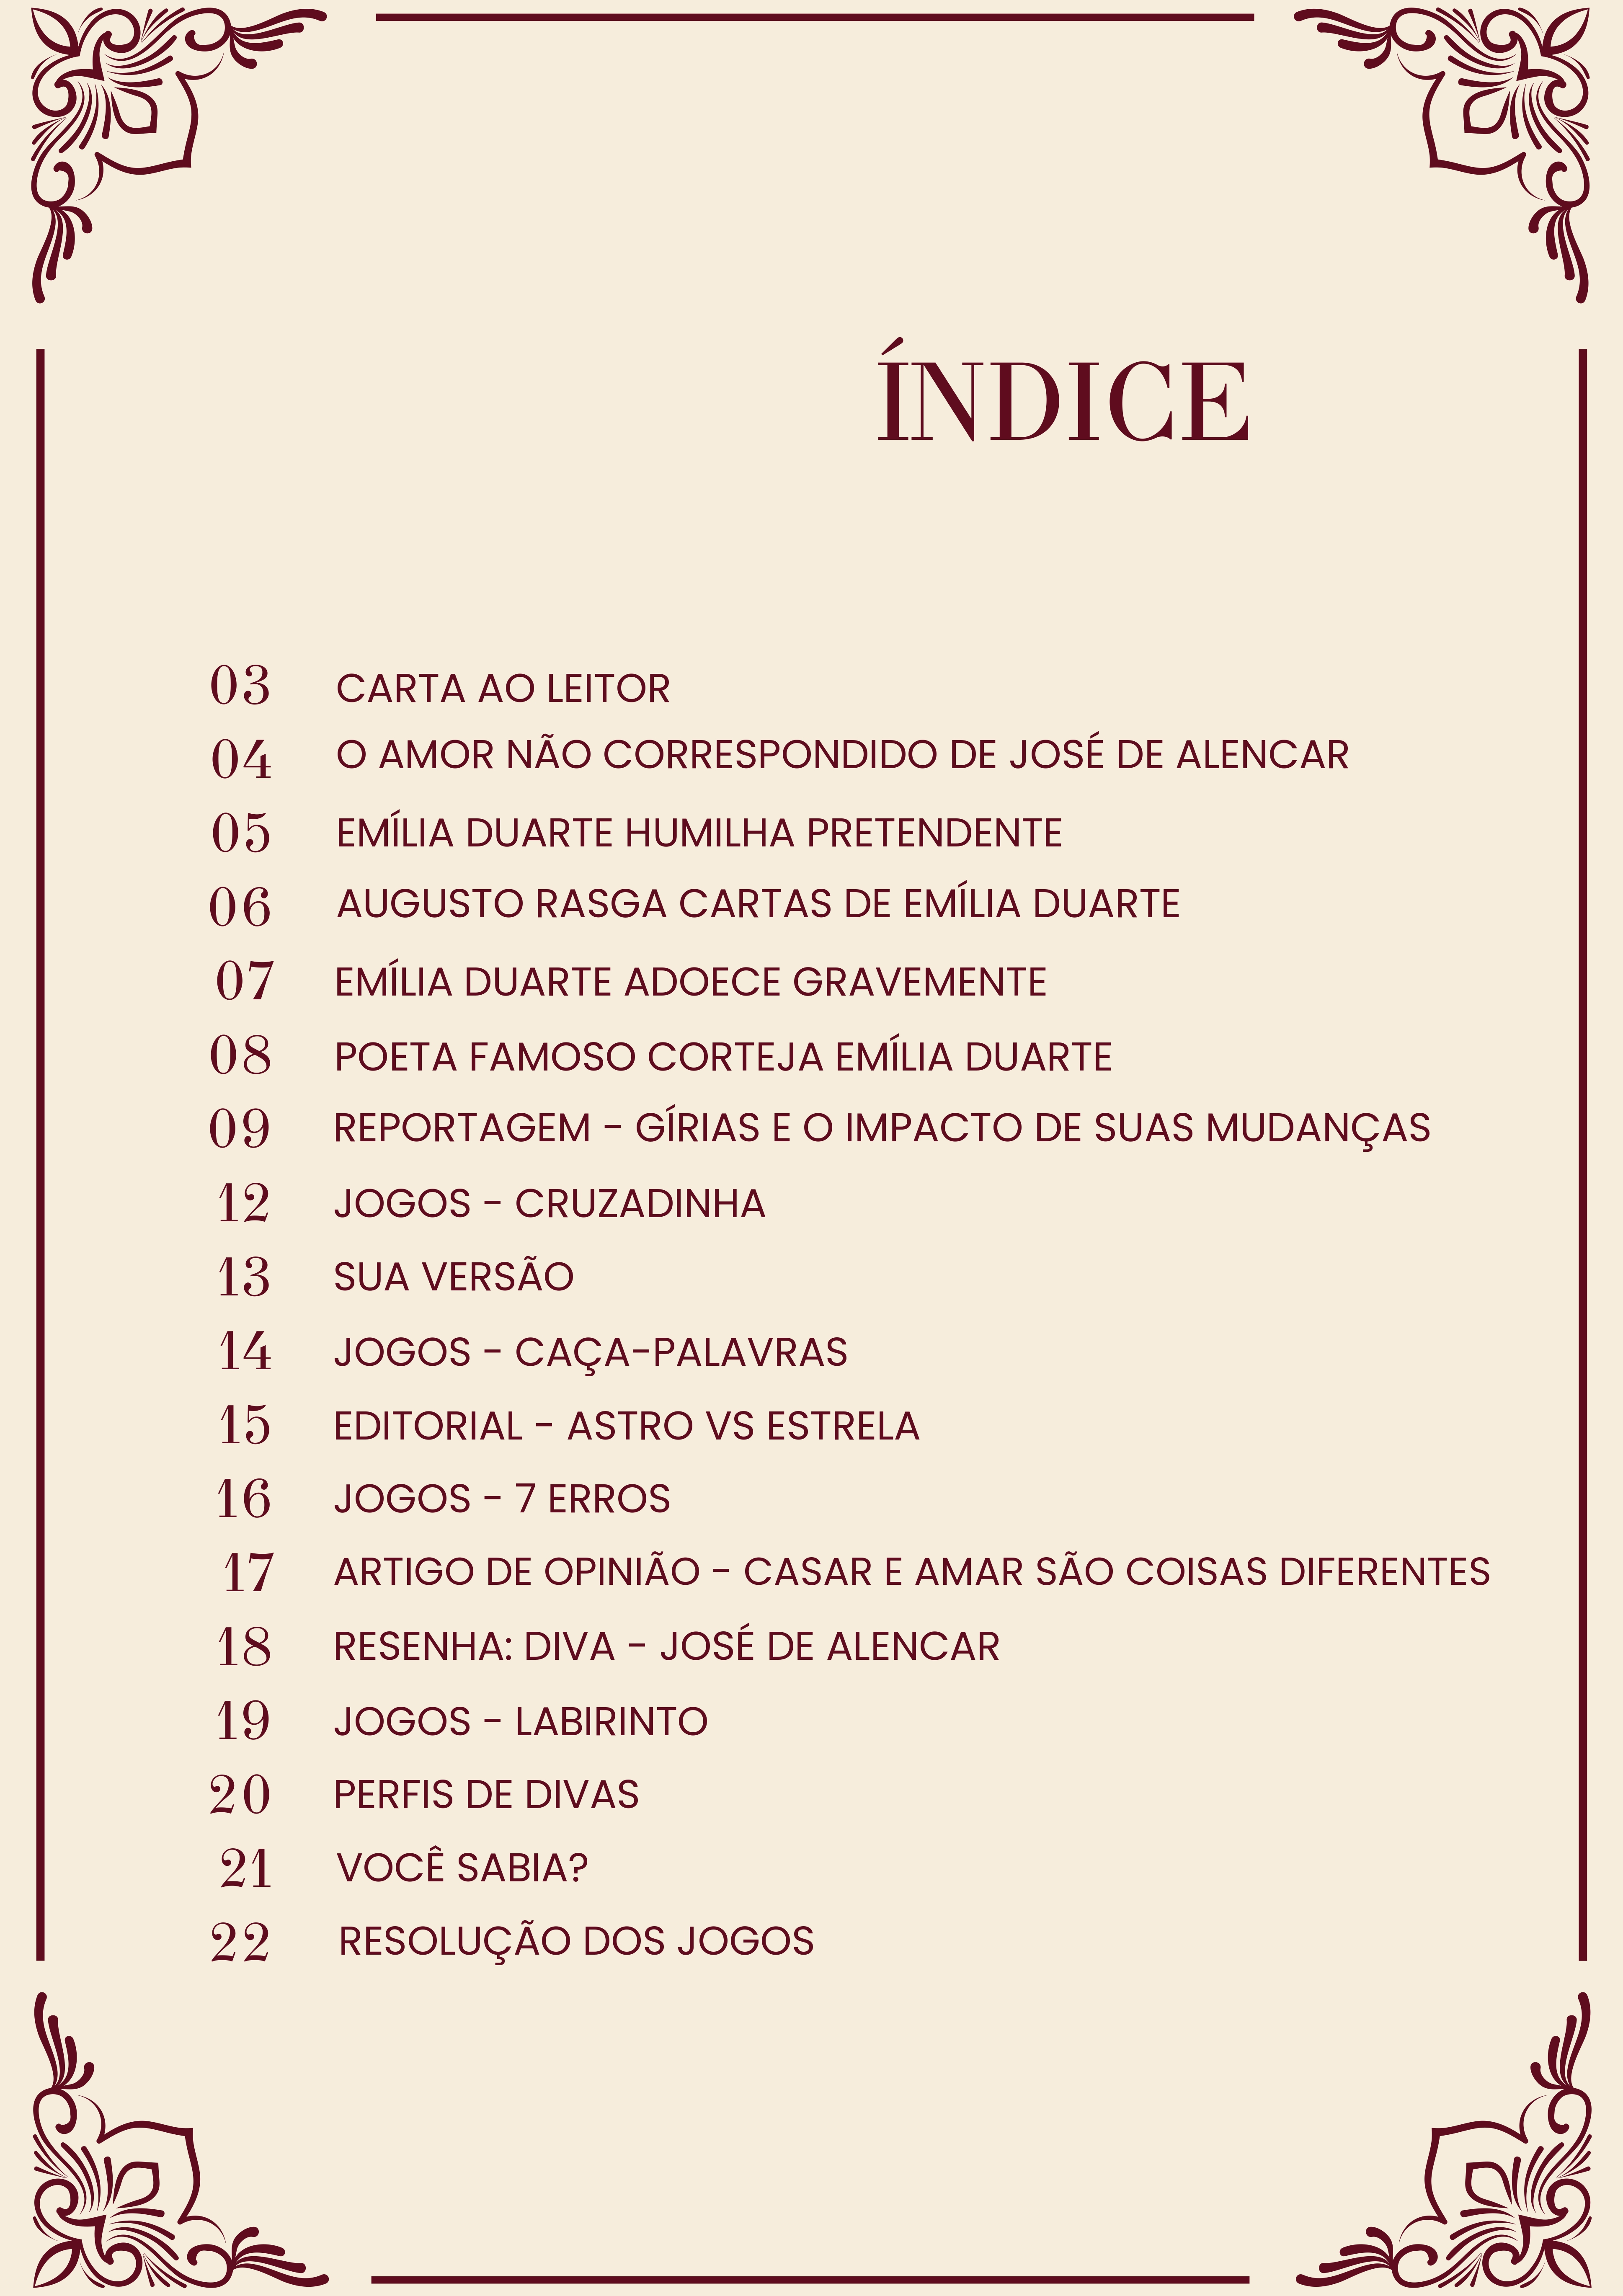 ÍNDICE
03 CARTA AO LEITOR
04 O AMOR NÃO CORRESPONDIDO DE JOSÉ DE ALENCAR
05 EMÍLIA DUARTE HUMILHA PRETENDENTE
06 AUGUSTO RASGA CARTAS DE EMÍLIA DUARTE
07 EMÍLIA DUARTE ADOECE GRAVEMENTE
08 POETA FAMOSO CORTEJA EMÍLIA DUARTE
09 REPORTAGEM - GÍRIAS E O IMPACTO DE SUAS MUDANÇAS
12 JOGOS - CRUZADINHA
13 SUA VERSÃO
14 JOGOS - CAÇA-PALAVRAS
15 EDITORIAL - ASTRO VS ESTRELA
16 JOGOS - 7 ERROS
17 ARTIGO DE OPINIÃO - CASAR E AMAR SÃO COISAS DIFERENTES
18 RESENHA: DIVA - JOSÉ DE ALENCAR
19 JOGOS - LABIRINTO
20 PERFIS DE DIVAS
21 VOCÊ SABIA?
22 RESOLUÇÃO DOS JOGOS